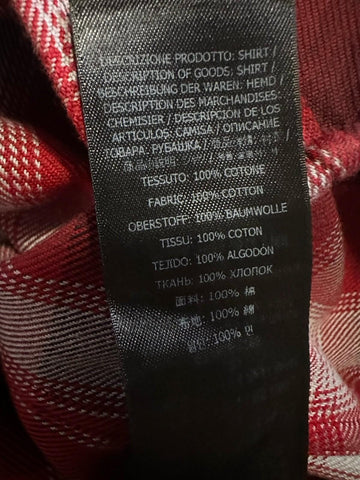 DESCRIZIONE PRODOTTO: SHIRT /
DESCRIPTION OF GOODS: SHIRT /
BESCHREIBUNG DER WAREN: HEMD /
DESCRIPTION DES MARCHANDISES:
CHEMISIER / DESCRIPCIÓN DE LOS
ARTÍCULOS: CAMISA / ОПИСАНИЕ
ТОВАРА: РУБАШКА /
TESSUTO: 100% COTONE
FABRIC: 100% COTTON
OBERSTOFF: 100% BAUMWOLLE
TISSU: 100% COTON
TEJIDO: 100% ALGODÓN
ТКАНЬ: 100% ХЛОПОК
面料: 100% 棉
布地: 100% 綿
원단: 100% 면